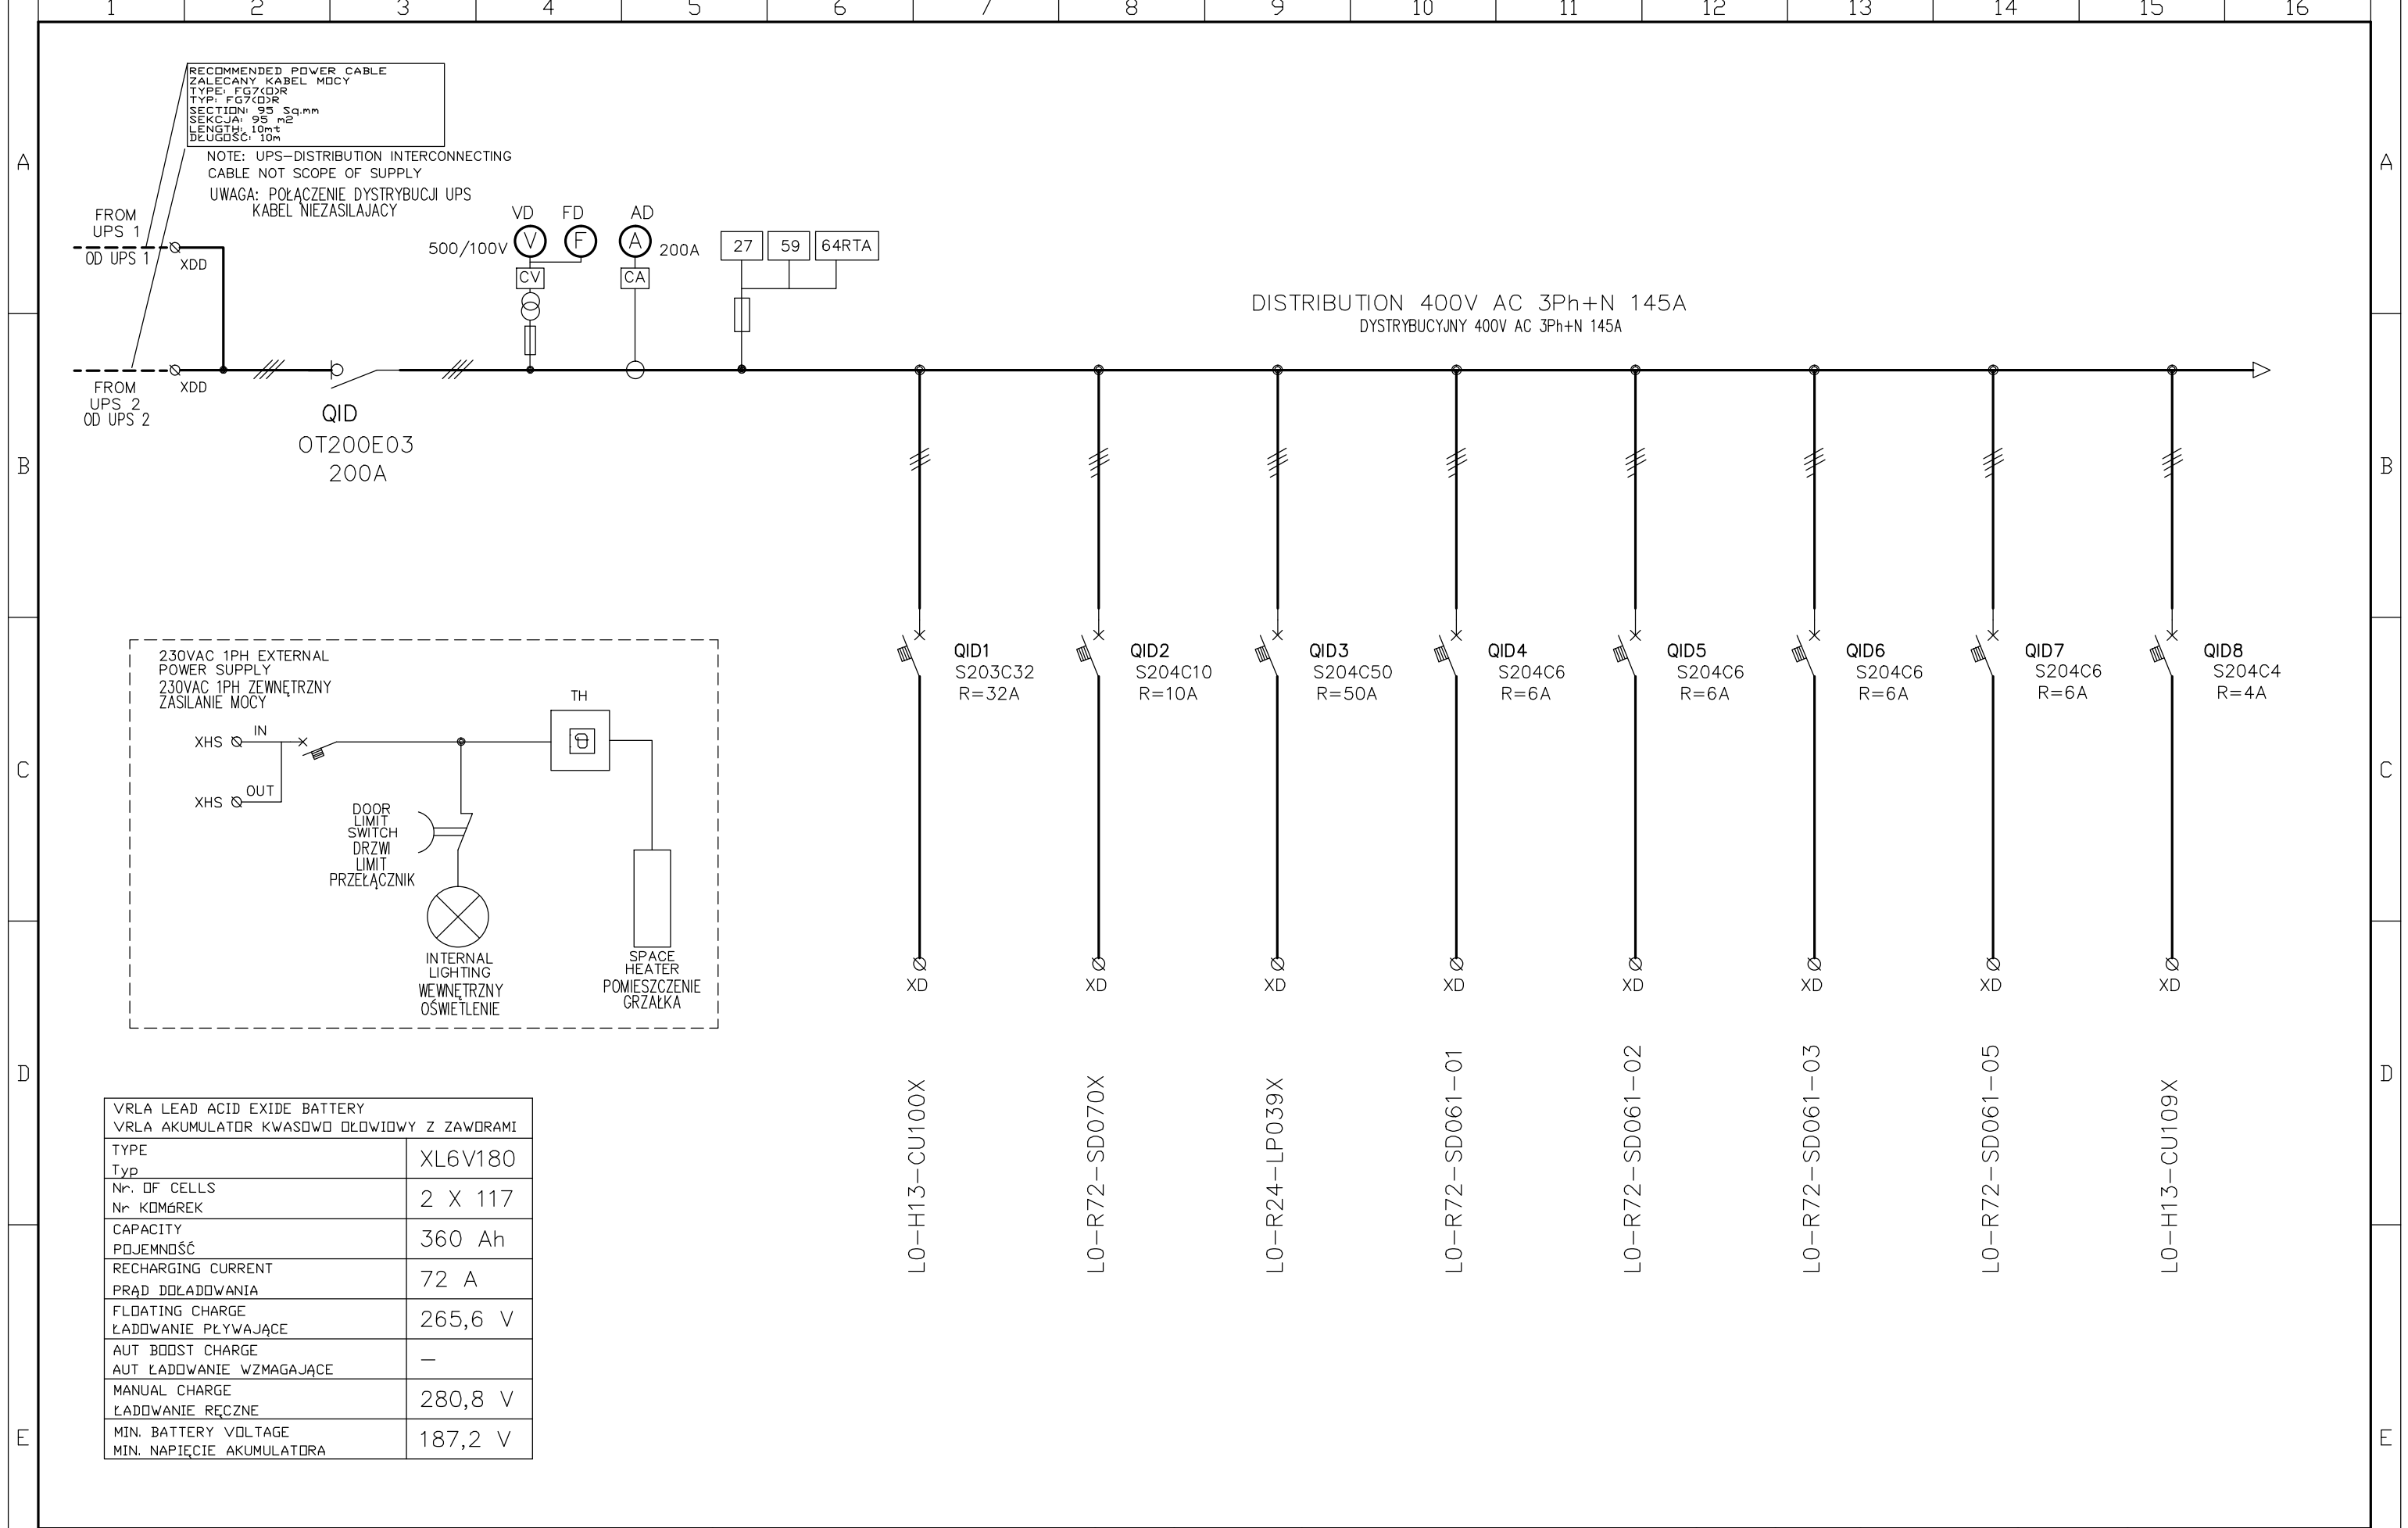 1 2 3 4 5 6 7 8 9 10 11 12 13 14 15 16
A
B
C
D
E
A
B
D
E
C
RECOMMENDED POWER CABLE
ZALECANY KABEL MOCY
TYPE: FG7(O)R
TYP: FG7(O)R
SECTION: 95 Sq.mm
SEKCJA: 95 m2
LENGTH: 10mt
DŁUGOŚĆ: 10m
NOTE: UPS-DISTRIBUTION INTERCONNECTING
CABLE NOT SCOPE OF SUPPLY
UWAGA: POŁĄCZENIE DYSTRYBUCJI UPS
KABEL NIEZASILAJACY
FROM
UPS 1
OD UPS 1
XDD
FROM
UPS 2
OD UPS 2
XDD
QID
OT200E03
200A
VD FD AD
500/100V V F A 200A
CV CA
27 59 64RTA
DISTRIBUTION 400V AC 3Ph+N 145A
DYSTRYBUCYJNY 400V AC 3Ph+N 145A
QID1
S203C32
R=32A
QID2
S204C10
R=10A
QID3
S204C50
R=50A
QID4
S204C6
R=6A
QID5
S204C6
R=6A
QID6
S204C6
R=6A
QID7
S204C6
R=6A
QID8
S204C4
R=4A
XD XD XD XD XD XD XD XD
LO-H13-CU100X
LO-R72-SD070X
LO-R24-LP039X
LO-R72-SD061-01
LO-R72-SD061-02
LO-R72-SD061-03
LO-R72-SD061-05
LO-H13-CU109X
230VAC 1PH EXTERNAL
POWER SUPPLY
230VAC 1PH ZEWNĘTRZNY
ZASILANIE MOCY
XHS IN
XHS OUT
TH
DOOR
LIMIT
SWITCH
DRZWI
LIMIT
PRZEŁĄCZNIK
INTERNAL
LIGHTING
WEWNĘTRZNY
OŚWIETLENIE
SPACE
HEATER
POMIESZCZENIE
GRZAŁKA
VRLA LEAD ACID EXIDE BATTERY
VRLA AKUMULATOR KWASOWO OŁOWIOWY Z ZAWORAMI
TYPE
Typ
XL6V180
Nr. OF CELLS
Nr KOMóREK
2 X 117
CAPACITY
POJEMNOŚĆ
360 Ah
RECHARGING CURRENT
PRĄD DOŁADOWANIA
72 A
FLOATING CHARGE
ŁADOWANIE PŁYWAJĄCE
265,6 V
AUT BOOST CHARGE
AUT ŁADOWANIE WZMAGAJĄCE
—
MANUAL CHARGE
ŁADOWANIE RĘCZNE
280,8 V
MIN. BATTERY VOLTAGE
MIN. NAPIĘCIE AKUMULATORA
187,2 V